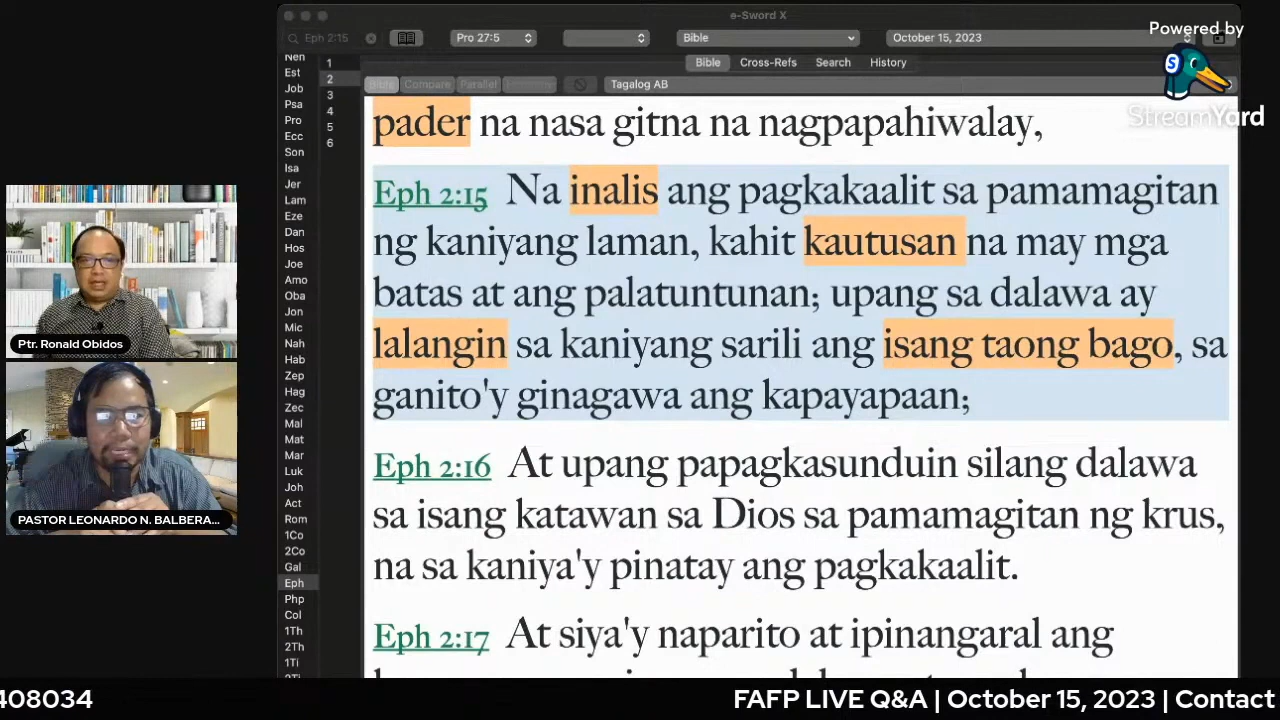 e-Sword X
Powered by
Eph 2:15
Pro 27:5
Bible
October 15, 2023
Bible Cross-Refs Search History
Bible Compare Parallel
Tagalog AB
StreamYard
Neh
Est
Job
Psa
Pro
Ecc
Son
Isa
Jer
Lam
Eze
Dan
Hos
Joe
Amo
Oba
Jon
Mic
Nah
Hab
Zep
Hag
Zec
Mal
Mat
Mar
Luk
Joh
Act
Rom
1Co
2Co
Gal
Eph
Php
Col
1Th
2Th
1Ti
1
2
3
4
5
6
pader na nasa gitna na nagpapahiwalay,
Eph 2:15 Na inalis ang pagkakaalit sa pamamagitan
ng kaniyang laman, kahit kautusan na may mga
batas at ang palatuntunan; upang sa dalawa ay
lalangin sa kaniyang sarili ang isang taong bago, sa
ganito'y ginagawa ang kapayapaan;
Eph 2:16 At upang papagkasunduin silang dalawa
sa isang katawan sa Dios sa pamamagitan ng krus,
na sa kaniya'y pinatay ang pagkakaalit.
Eph 2:17 At siya'y naparito at ipinangaral ang
Ptr. Ronald Obidos
PASTOR LEONARDO N. BALBERA...
408034
FAFP LIVE Q&A | October 15, 2023 | Contact